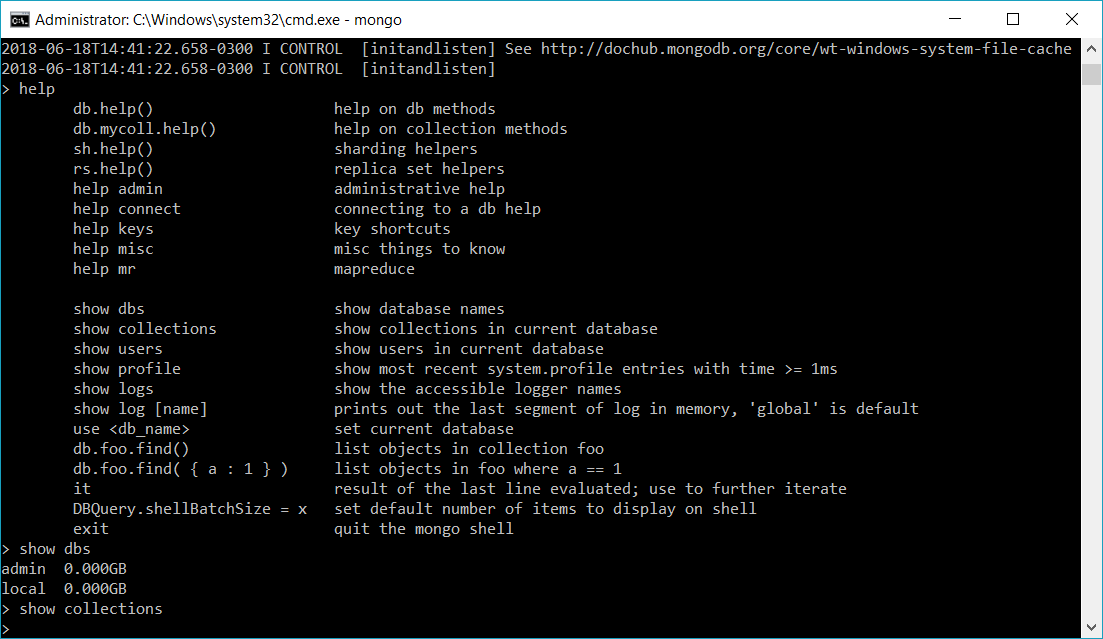 Administrator: C:\Windows\system32\cmd.exe - mongo
2018-06-18T14:41:22.658-0300 I CONTROL  [initandlisten] See http://dochub.mongodb.org/core/wt-windows-system-file-cache
2018-06-18T14:41:22.658-0300 I CONTROL  [initandlisten]
> help
        db.help()                    help on db methods
        db.mycoll.help()             help on collection methods
        sh.help()                    sharding helpers
        rs.help()                    replica set helpers
        help admin                   administrative help
        help connect                 connecting to a db help
        help keys                    key shortcuts
        help misc                    misc things to know
        help mr                      mapreduce
        show dbs                     show database names
        show collections             show collections in current database
        show users                   show users in current database
        show profile                 show most recent system.profile entries with time >= 1ms
        show logs                    show the accessible logger names
        show log [name]              prints out the last segment of log in memory, 'global' is default
        use <db_name>                set current database
        db.foo.find()                list objects in collection foo
        db.foo.find( { a : 1 } )     list objects in foo where a == 1
        it                           result of the last line evaluated; use to further iterate
        DBQuery.shellBatchSize = x   set default number of items to display on shell
        exit                         quit the mongo shell
> show dbs
admin  0.000GB
local  0.000GB
> show collections
>